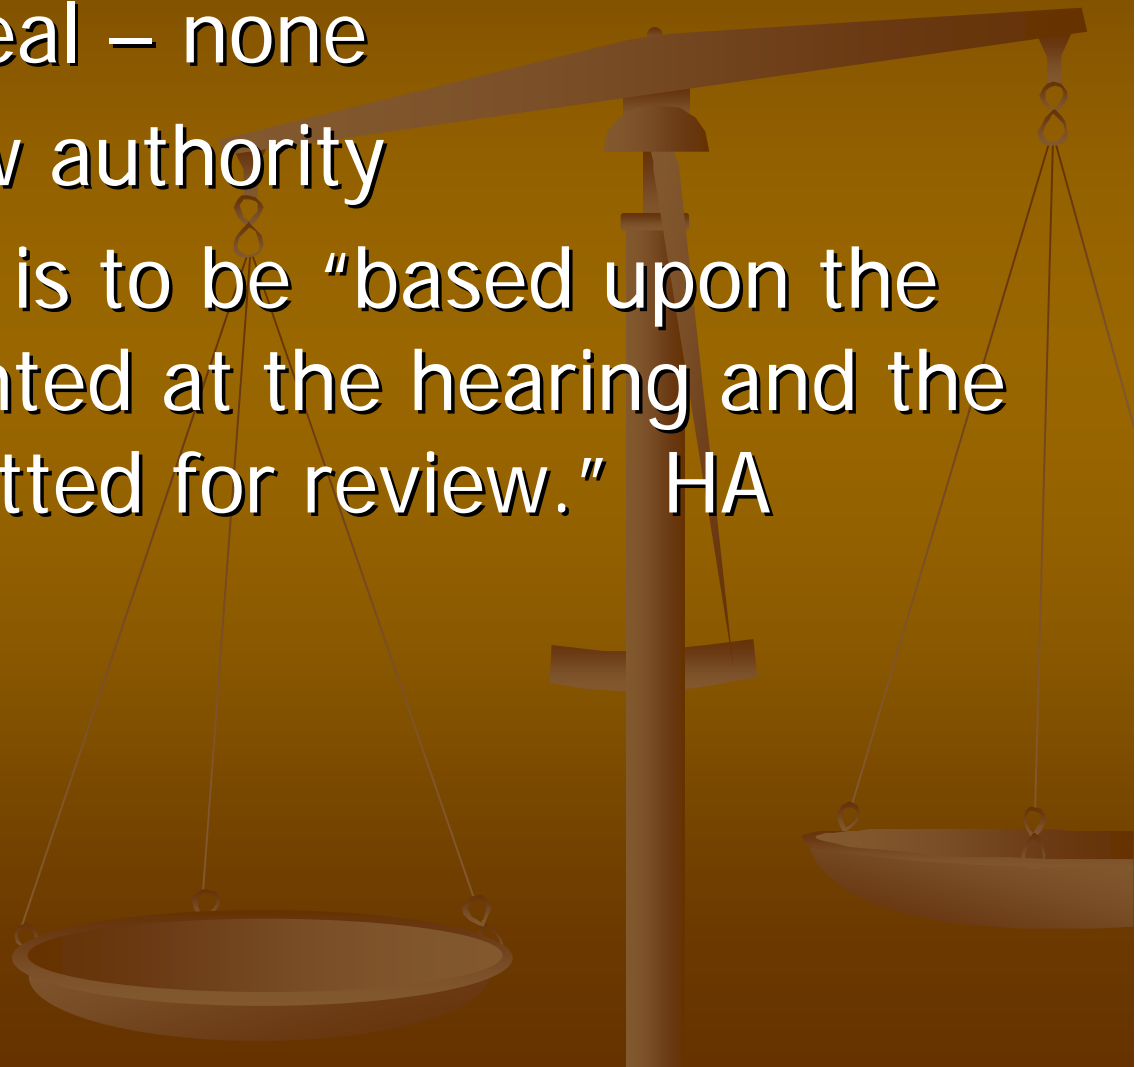 eal – none
w authority
is to be “based upon the
nted at the hearing and the
tted for review.” HA